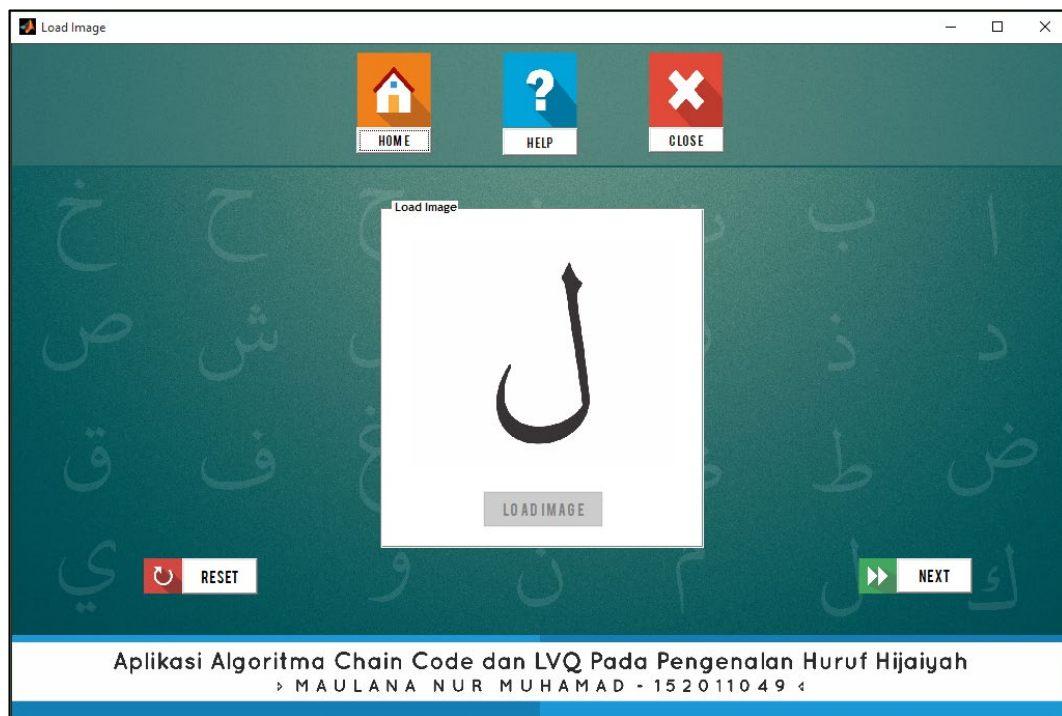 Load Image
HOME
HELP
CLOSE
ا ب ح خ
Load Image
د ذ ش ص
ل
ض ط غ ف ق
LOAD IMAGE
ك ل م ن و ي
RESET
NEXT
Aplikasi Algoritma Chain Code dan LVQ Pada Pengenalan Huruf Hijaiyah
MAULANA NUR MUHAMAD - 152011049